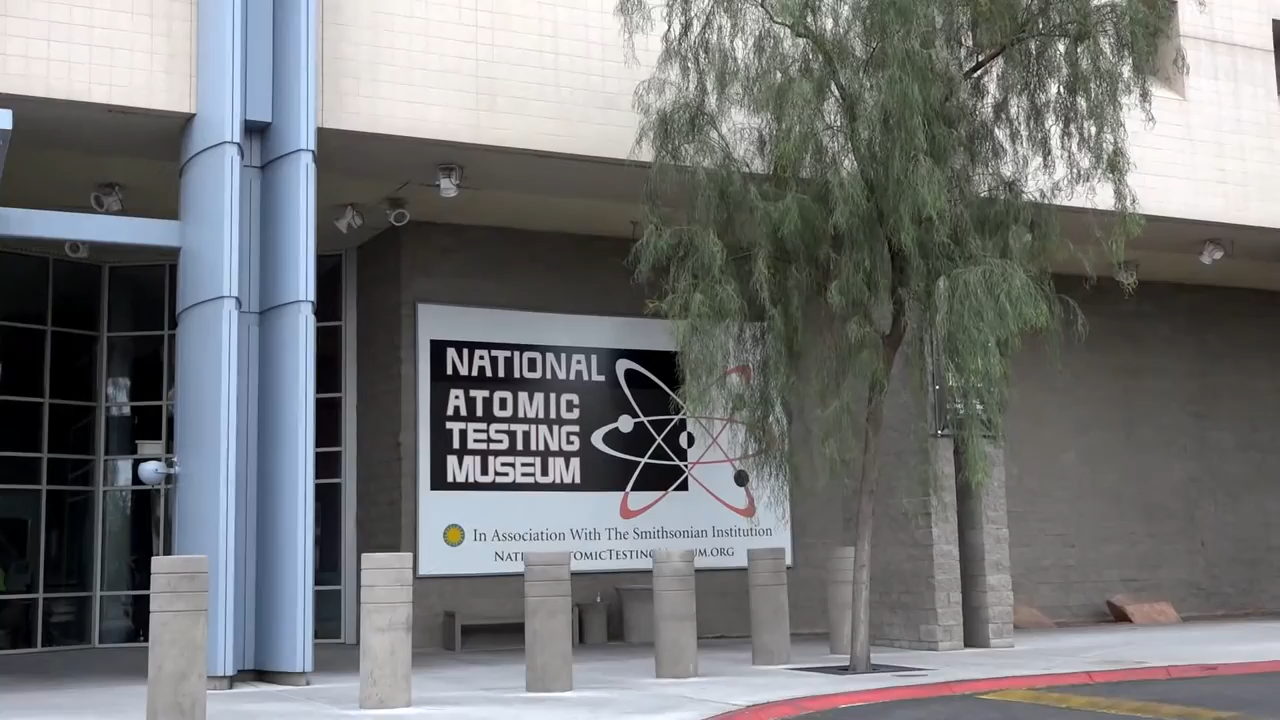 NATIONAL
ATOMIC
TESTING
MUSEUM
In Association With The Smithsonian Institution